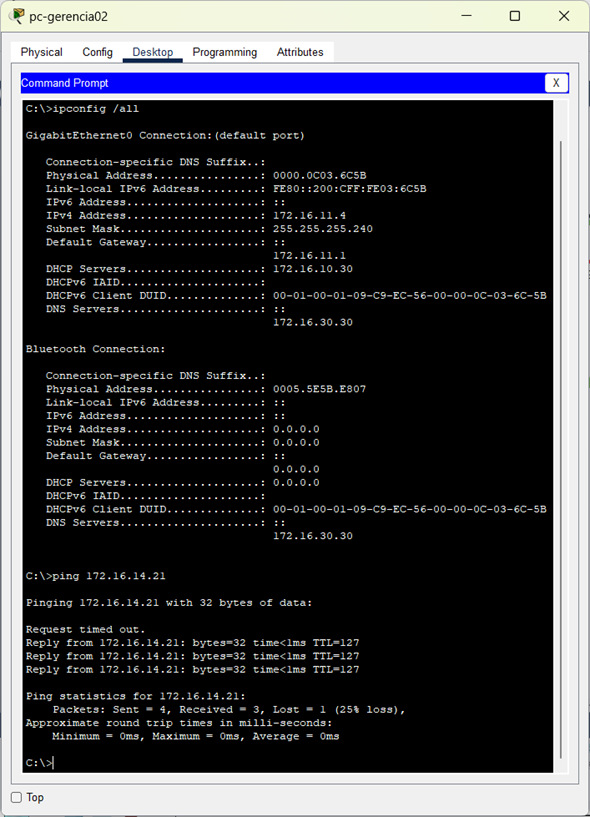 pc-gerencia02
Physical Config Desktop Programming Attributes
Command Prompt X
C:\>ipconfig /all
GigabitEthernet0 Connection:(default port)
Connection-specific DNS Suffix..:
Physical Address................: 0000.0C03.6C5B
Link-local IPv6 Address.........: FE80::200:CFF:FE03:6C5B
IPv6 Address....................: ::
IPv4 Address....................: 172.16.11.4
Subnet Mask.....................: 255.255.255.240
Default Gateway.................: ::
172.16.11.1
DHCP Servers....................: 172.16.10.30
DHCPv6 IAID.....................:
DHCPv6 Client DUID..............: 00-01-00-01-09-C9-EC-56-00-00-0C-03-6C-5B
DNS Servers.....................: ::
172.16.30.30
Bluetooth Connection:
Connection-specific DNS Suffix..:
Physical Address................: 0005.5E5B.E807
Link-local IPv6 Address.........: ::
IPv6 Address....................: ::
IPv4 Address....................: 0.0.0.0
Subnet Mask.....................: 0.0.0.0
Default Gateway.................: ::
0.0.0.0
DHCP Servers....................: 0.0.0.0
DHCPv6 IAID.....................:
DHCPv6 Client DUID..............: 00-01-00-01-09-C9-EC-56-00-00-0C-03-6C-5B
DNS Servers.....................: ::
172.16.30.30
C:\>ping 172.16.14.21
Pinging 172.16.14.21 with 32 bytes of data:
Request timed out.
Reply from 172.16.14.21: bytes=32 time<1ms TTL=127
Reply from 172.16.14.21: bytes=32 time<1ms TTL=127
Reply from 172.16.14.21: bytes=32 time<1ms TTL=127
Ping statistics for 172.16.14.21:
Packets: Sent = 4, Received = 3, Lost = 1 (25% loss),
Approximate round trip times in milli-seconds:
Minimum = 0ms, Maximum = 0ms, Average = 0ms
C:\>
Top